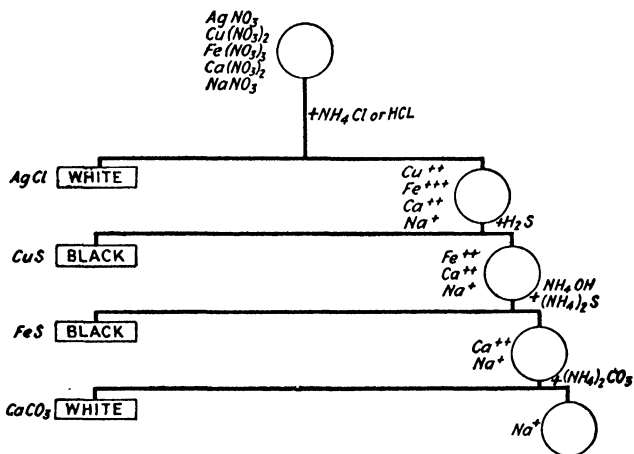 AgNO₃
Cu(NO₃)₂
Fe(NO₃)₃
Ca(NO₃)₂
NaNO₃
+NH₄Cl or HCL
AgCl WHITE
Cu⁺⁺
Fe⁺⁺⁺
Ca⁺⁺
Na⁺
+H₂S
CuS BLACK
Fe⁺⁺
Ca⁺⁺
Na⁺
NH₄OH
+(NH₄)₂S
FeS BLACK
Ca⁺⁺
Na⁺
+(NH₄)₂CO₃
CaCO₃ WHITE
Na⁺